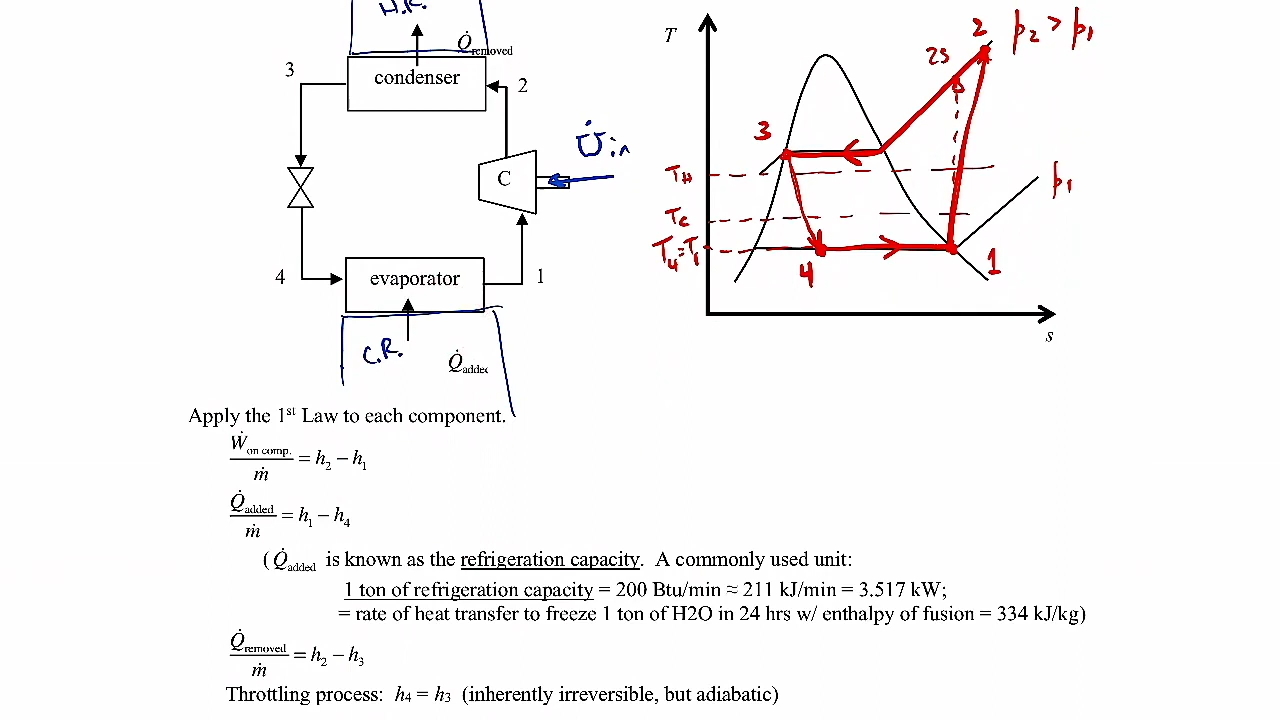 H.R.
Q̇removed
condenser
3
2
Ẇin
C
4
evaporator
1
C.R.
Q̇added
T
2
p₂ > p₁
2s
3
T_H
T_C
T₄=T₁
4
1
p₁
s
Apply the 1st Law to each component.
Ẇon comp. / ṁ = h₂ − h₁
Q̇added / ṁ = h₁ − h₄
( Q̇added is known as the refrigeration capacity. A commonly used unit:
1 ton of refrigeration capacity = 200 Btu/min ≈ 211 kJ/min = 3.517 kW;
= rate of heat transfer to freeze 1 ton of H2O in 24 hrs w/ enthalpy of fusion = 334 kJ/kg)
Q̇removed / ṁ = h₂ − h₃
Throttling process: h4 = h3 (inherently irreversible, but adiabatic)